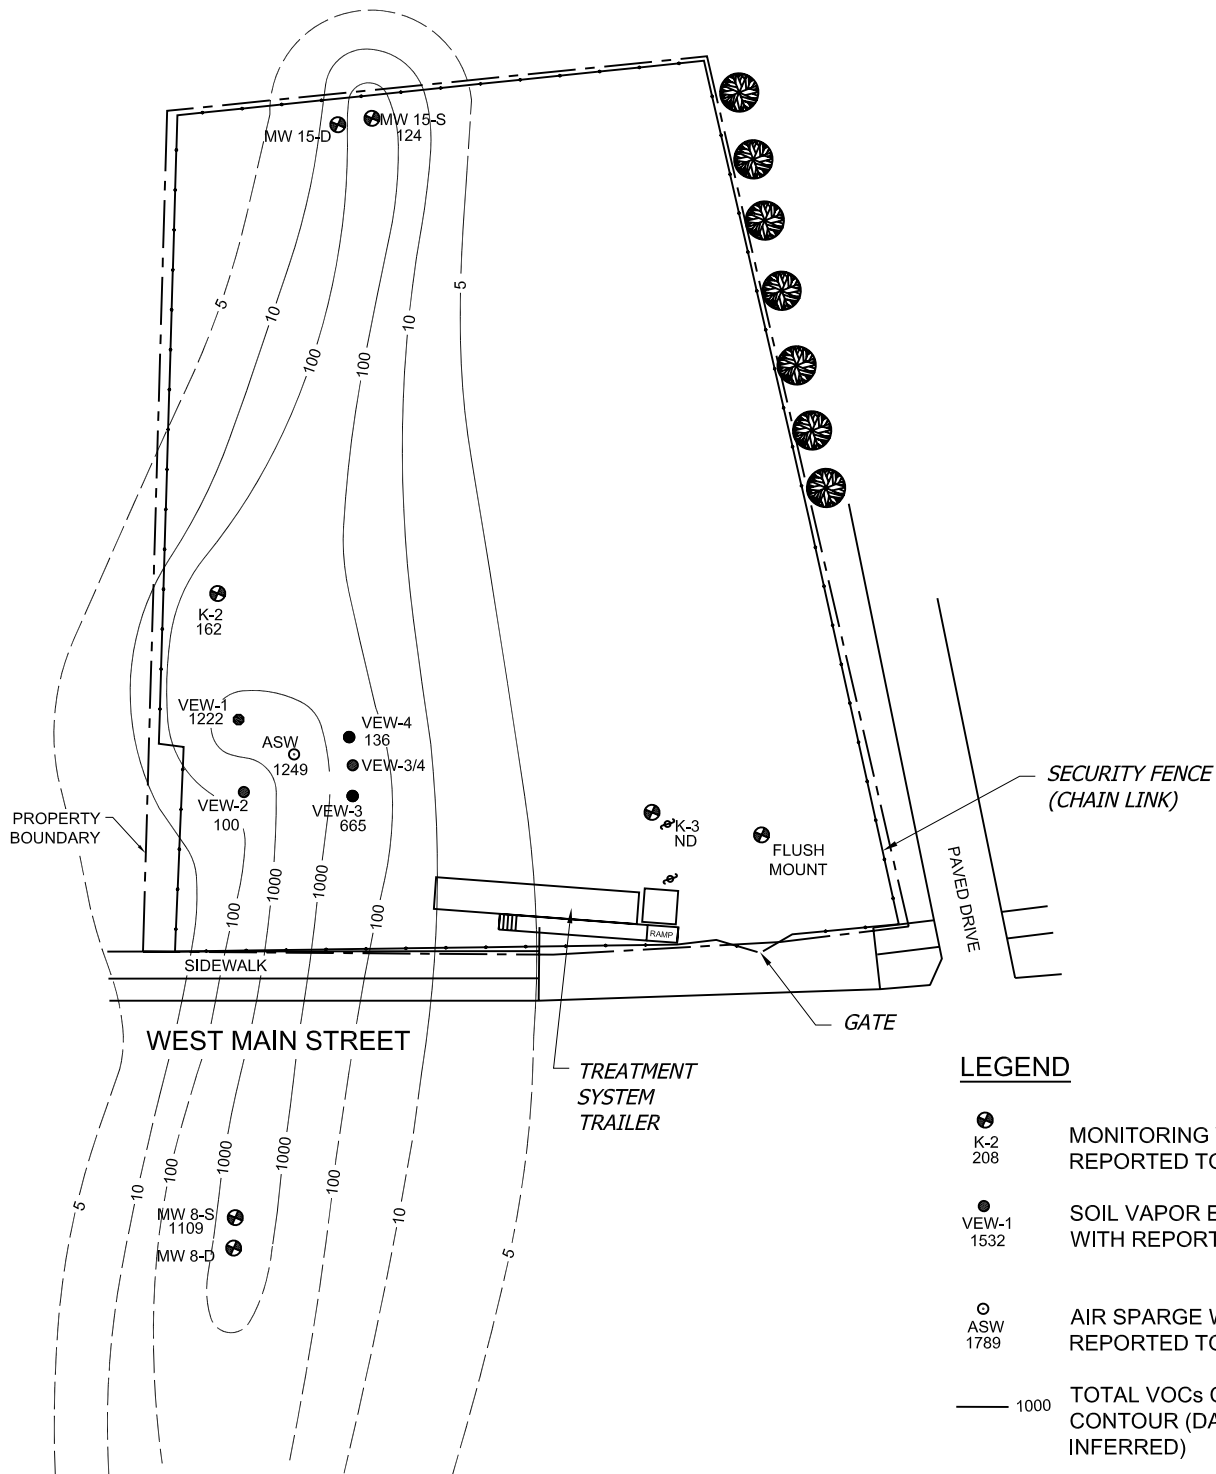 MW 15-D
MW 15-S
124
5
10
100
100
10
5
K-2
162
VEW-1
1222
ASW
1249
VEW-4
136
VEW-3/4
VEW-2
100
VEW-3
665
PROPERTY
BOUNDARY
K-3
ND
FLUSH
MOUNT
SECURITY FENCE
(CHAIN LINK)
PAVED DRIVE
100
1000
1000
100
RAMP
SIDEWALK
WEST MAIN STREET
GATE
TREATMENT
SYSTEM
TRAILER
5
10
100
1000
1000
100
10
5
MW 8-S
1109
MW 8-D
LEGEND
K-2
208
MONITORING
REPORTED TO
VEW-1
1532
SOIL VAPOR E
WITH REPORT
ASW
1789
AIR SPARGE W
REPORTED TO
1000
TOTAL VOCs C
CONTOUR (DA
INFERRED)